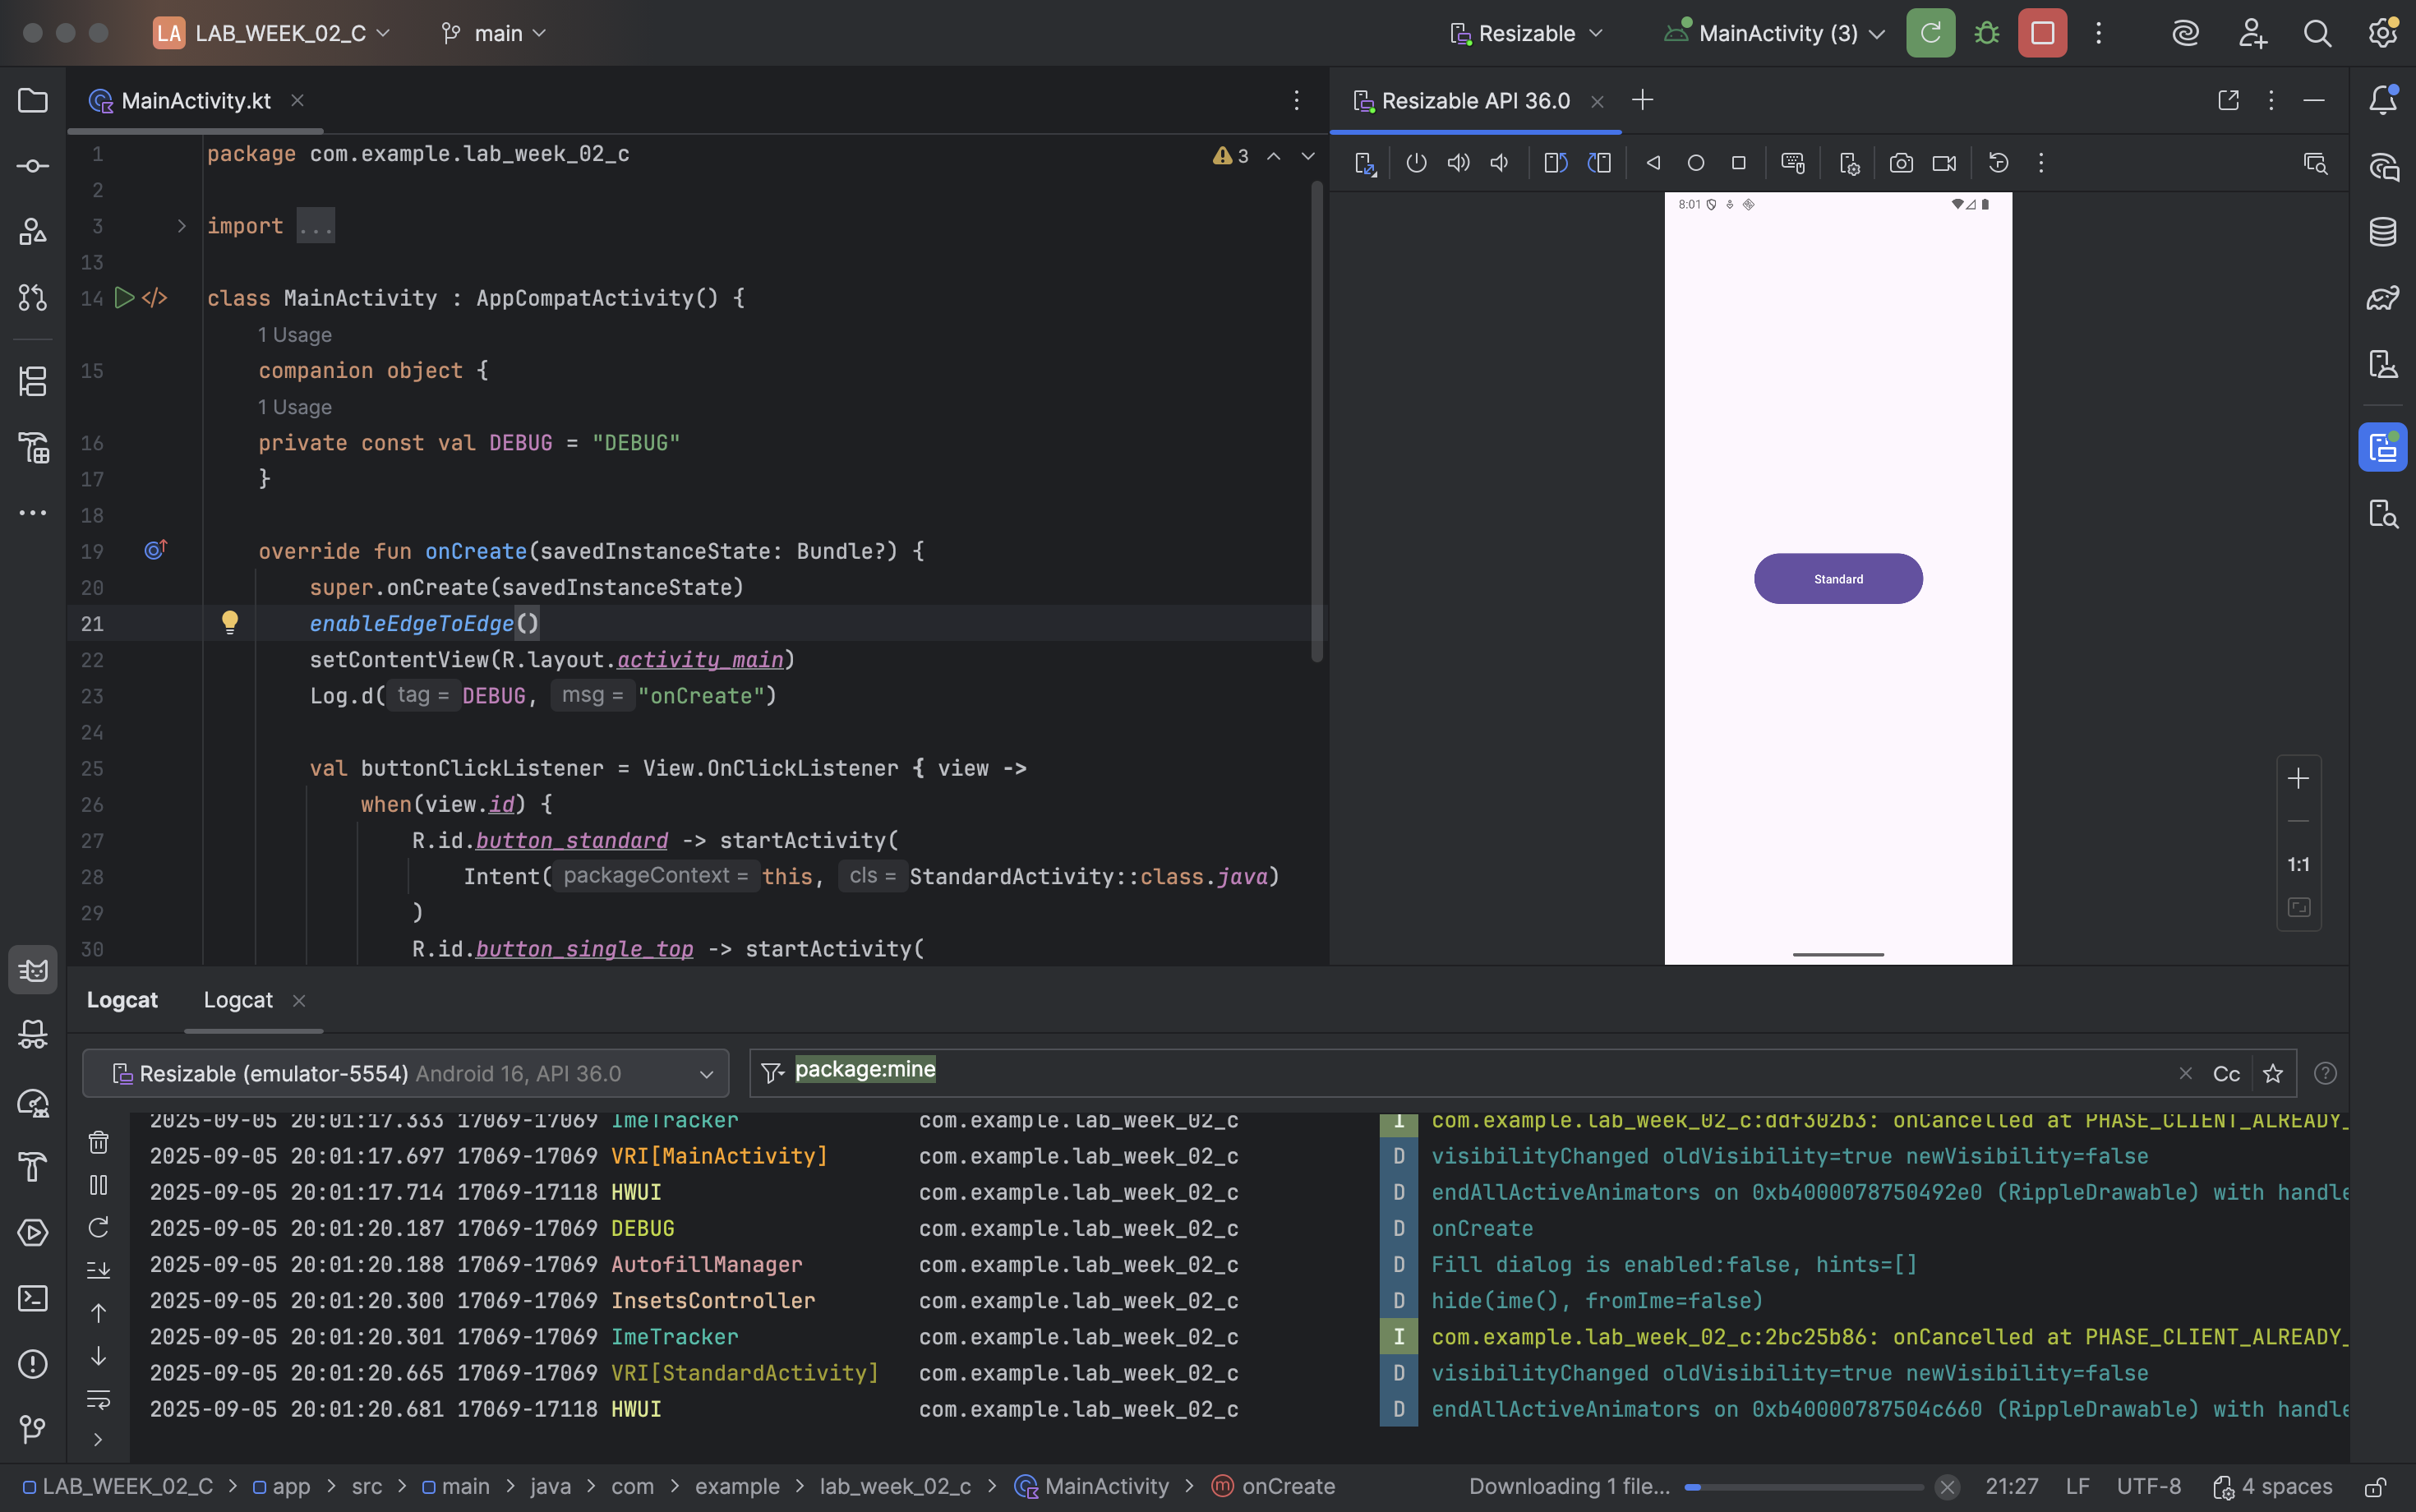 LA LAB_WEEK_02_C main Resizable MainActivity (3)
MainActivity.kt
Resizable API 36.0
1 package com.example.lab_week_02_c
3
2
3 import ...
13
14 class MainActivity : AppCompatActivity() {
1 Usage
15 companion object {
1 Usage
16 private const val DEBUG = "DEBUG"
17 }
18
19 override fun onCreate(savedInstanceState: Bundle?) {
20 super.onCreate(savedInstanceState)
21 enableEdgeToEdge()
22 setContentView(R.layout.activity_main)
23 Log.d( tag = DEBUG, msg = "onCreate")
24
25 val buttonClickListener = View.OnClickListener { view ->
26 when(view.id) {
27 R.id.button_standard -> startActivity(
28 Intent( packageContext = this, cls = StandardActivity::class.java)
29 )
30 R.id.button_single_top -> startActivity(
8:01
Standard
1:1
Logcat Logcat
Resizable (emulator-5554) Android 16, API 36.0
package:mine
Cc
2025-09-05 20:01:17.333 17069-17069 ImeTracker com.example.lab_week_02_c I com.example.lab_week_02_c:ddf302b3: onCancelled at PHASE_CLIENT_ALREADY_
2025-09-05 20:01:17.697 17069-17069 VRI[MainActivity] com.example.lab_week_02_c D visibilityChanged oldVisibility=true newVisibility=false
2025-09-05 20:01:17.714 17069-17118 HWUI com.example.lab_week_02_c D endAllActiveAnimators on 0xb4000078750492e0 (RippleDrawable) with handle
2025-09-05 20:01:20.187 17069-17069 DEBUG com.example.lab_week_02_c D onCreate
2025-09-05 20:01:20.188 17069-17069 AutofillManager com.example.lab_week_02_c D Fill dialog is enabled:false, hints=[]
2025-09-05 20:01:20.300 17069-17069 InsetsController com.example.lab_week_02_c D hide(ime(), fromIme=false)
2025-09-05 20:01:20.301 17069-17069 ImeTracker com.example.lab_week_02_c I com.example.lab_week_02_c:2bc25b86: onCancelled at PHASE_CLIENT_ALREADY_
2025-09-05 20:01:20.665 17069-17069 VRI[StandardActivity] com.example.lab_week_02_c D visibilityChanged oldVisibility=true newVisibility=false
2025-09-05 20:01:20.681 17069-17118 HWUI com.example.lab_week_02_c D endAllActiveAnimators on 0xb40000787504c660 (RippleDrawable) with handle
LAB_WEEK_02_C > app > src > main > java > com > example > lab_week_02_c > MainActivity > onCreate Downloading 1 file... 21:27 LF UTF-8 4 spaces